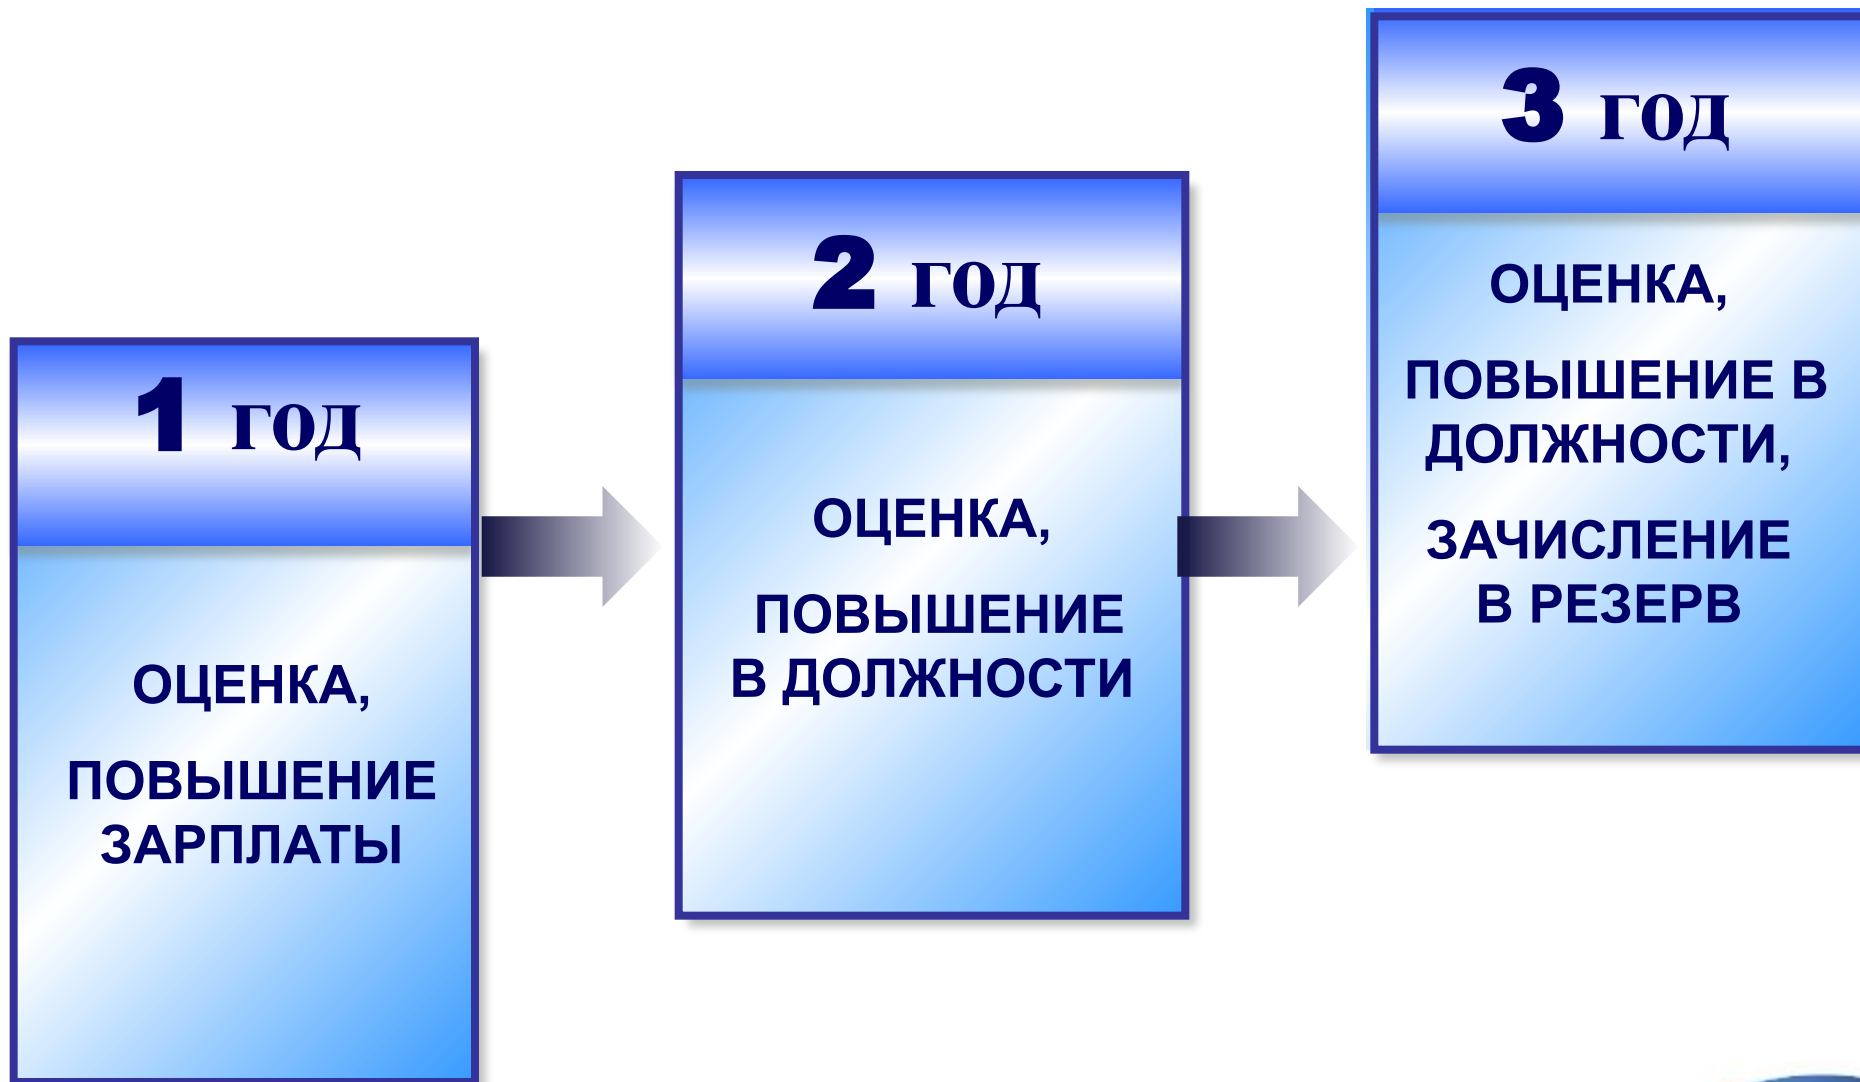 1 год
ОЦЕНКА,
ПОВЫШЕНИЕ
ЗАРПЛАТЫ
2 год
ОЦЕНКА,
ПОВЫШЕНИЕ
В ДОЛЖНОСТИ
3 год
ОЦЕНКА,
ПОВЫШЕНИЕ В
ДОЛЖНОСТИ,
ЗАЧИСЛЕНИЕ
В РЕЗЕРВ